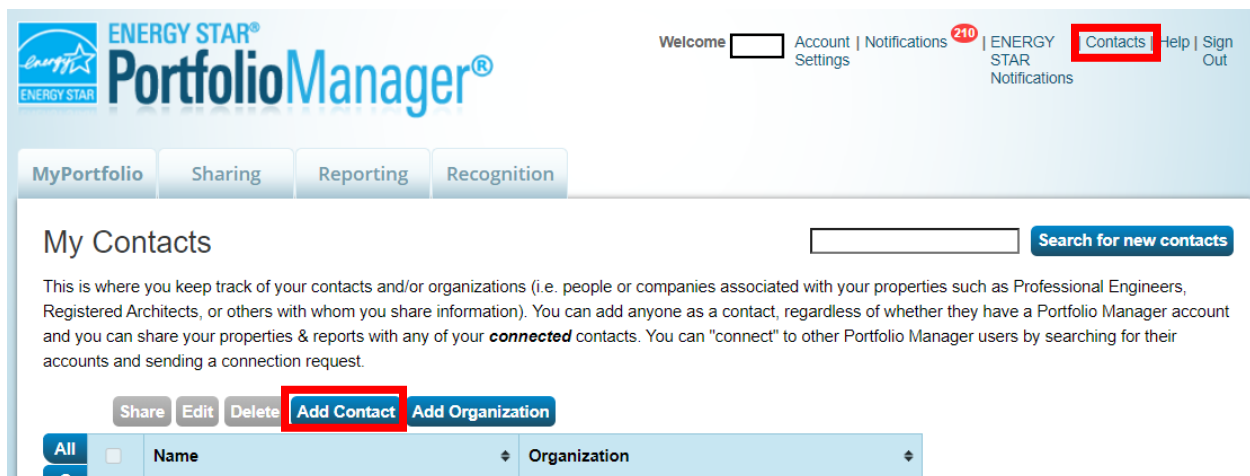 ENERGY STAR®
PortfolioManager®
energy
ENERGY STAR
Welcome
Account | Notifications 210 | ENERGY | Contacts | Help | Sign
Settings STAR Out
Notifications
MyPortfolio Sharing Reporting Recognition
My Contacts
Search for new contacts
This is where you keep track of your contacts and/or organizations (i.e. people or companies associated with your properties such as Professional Engineers,
Registered Architects, or others with whom you share information). You can add anyone as a contact, regardless of whether they have a Portfolio Manager account
and you can share your properties & reports with any of your connected contacts. You can "connect" to other Portfolio Manager users by searching for their
accounts and sending a connection request.
Share Edit Delete Add Contact Add Organization
All Name Organization